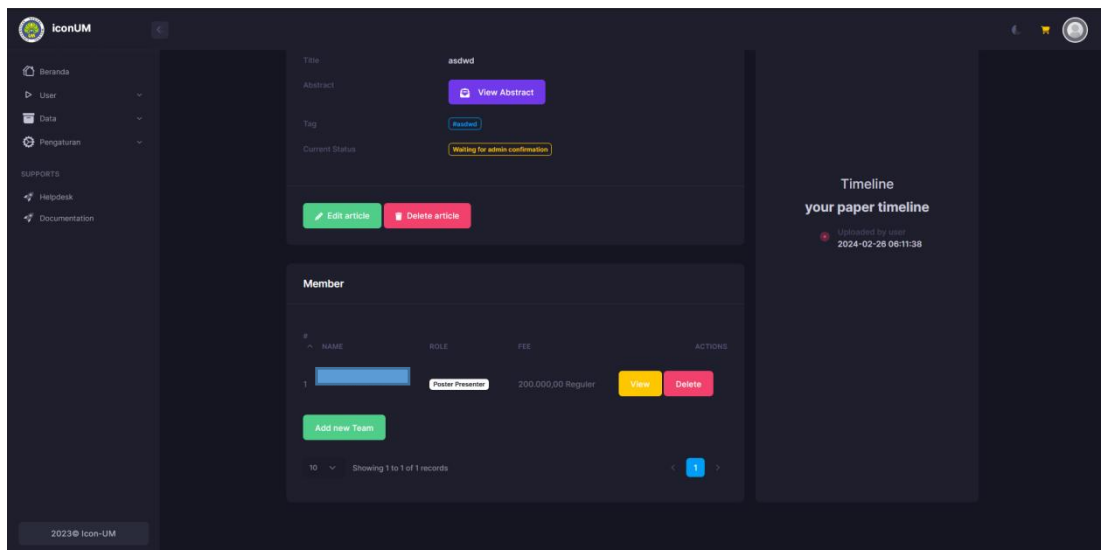 iconUM
Beranda
User
Data
Pengaturan
SUPPORTS
Helpdesk
Documentation
2023© Icon-UM
Title
asdwd
Abstract
View Abstract
Tag
#asdwd
Current Status
Waiting for admin confirmation
Edit article
Delete article
Member
#
NAME
ROLE
FEE
ACTIONS
1
Poster Presenter
200.000,00 Reguler
View
Delete
Add new Team
10
Showing 1 to 1 of 1 records
1
Timeline
your paper timeline
Uploaded by user
2024-02-26 06:11:38